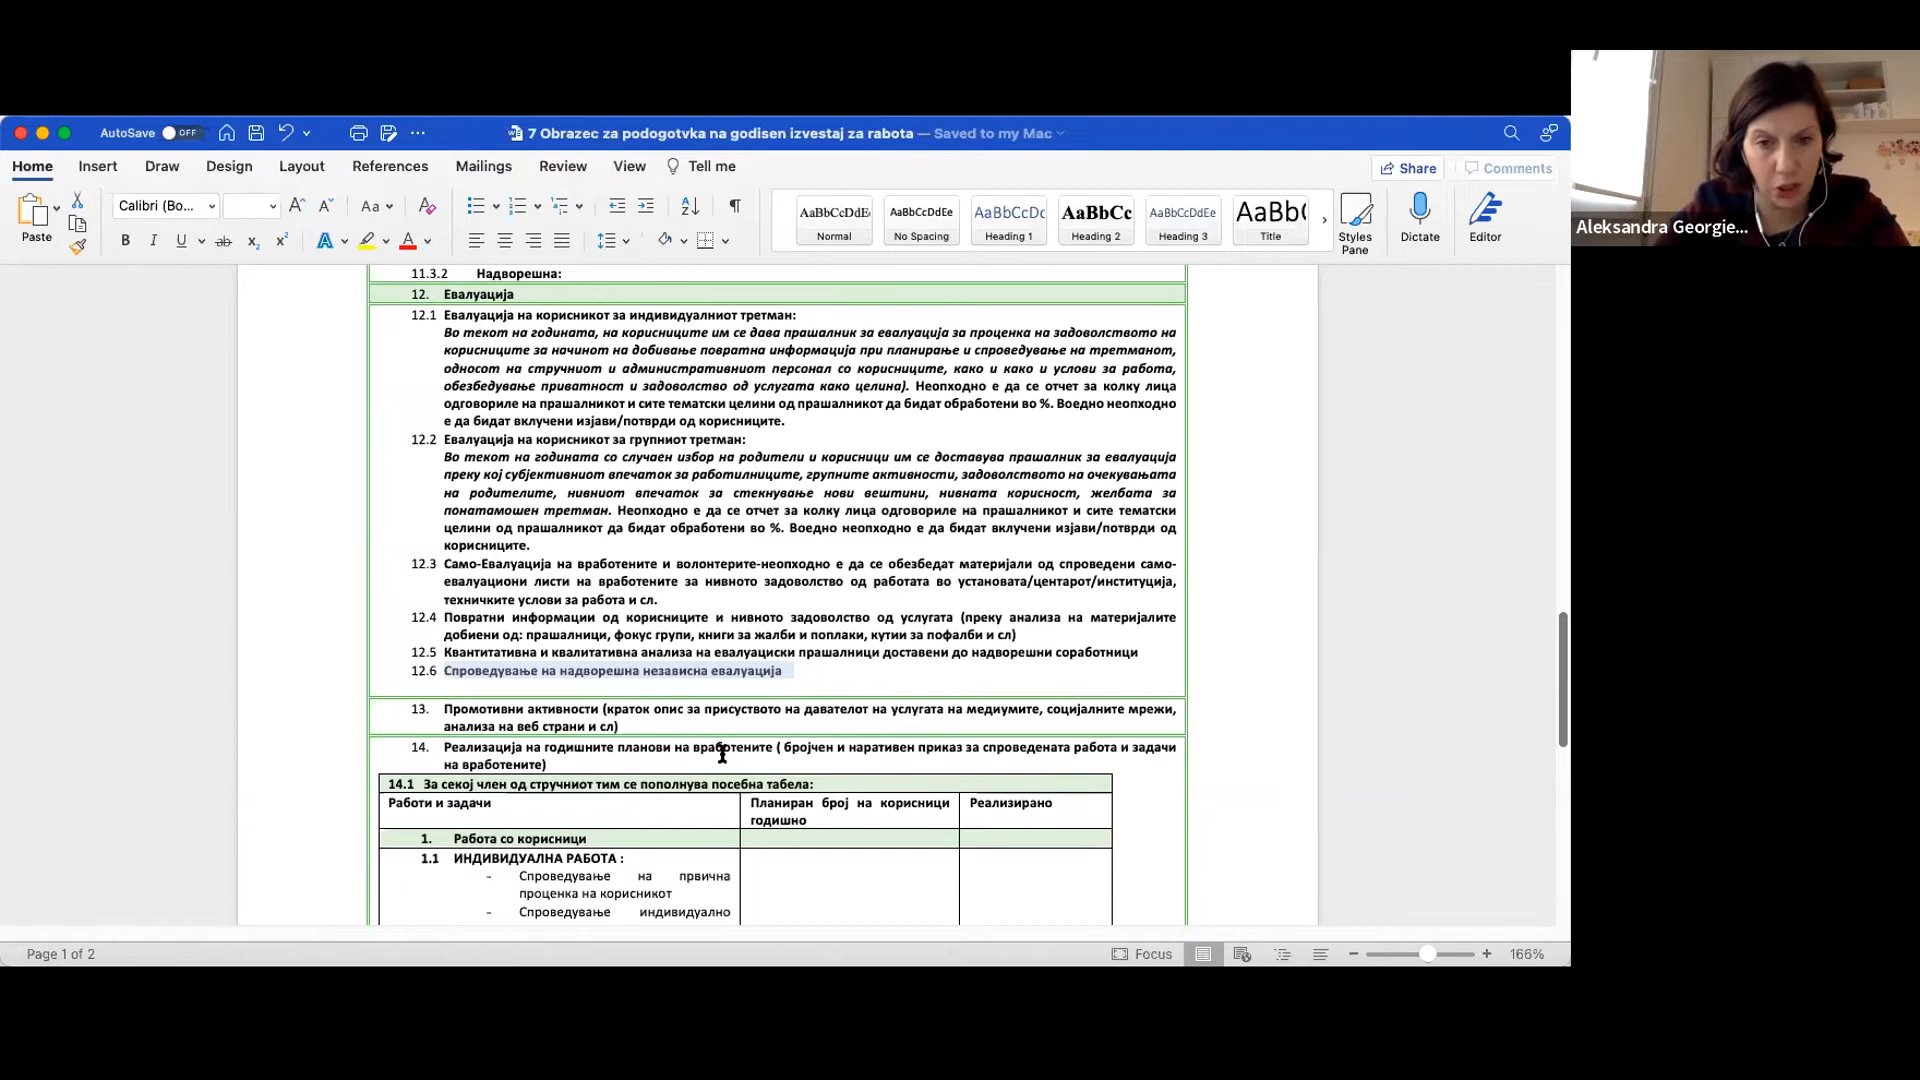 AutoSave OFF
7 Obrazec za podogotvka na godisen izvestaj za rabota — Saved to my Mac
Home Insert Draw Design Layout References Mailings Review View Tell me
Share Comments
Paste
Calibri (Bo...
AaBbCcDdE Normal
AaBbCcDdEe No Spacing
AaBbCcDc Heading 1
AaBbCc Heading 2
AaBbCcDdEe Heading 3
AaBb( Title
Styles Pane
Dictate
Editor
Aleksandra Georgie...
11.3.2 Надворешна:
12. Евалуација
12.1 Евалуација на корисникот за индивидуалниот третман:
Во текот на годината, на корисниците им се дава прашалник за евалуација за проценка на задоволството на
корисниците за начинот на добивање повратна информација при планирање и спроведување на третманот,
односот на стручниот и административниот персонал со корисниците, како и како и услови за работа,
обезбедување приватност и задоволство од услугата како целина). Неопходно е да се отчет за колку лица
одговориле на прашалникот и сите тематски целини од прашалникот да бидат обработени во %. Воедно неопходно
е да бидат вклучени изјави/потврди од корисниците.
12.2 Евалуација на корисникот за групниот третман:
Во текот на годината со случаен избор на родители и корисници им се доставува прашалник за евалуација
преку кој субјективниот впечаток за работилниците, групните активности, задоволството на очекувањата
на родителите, нивниот впечаток за стекнување нови вештини, нивната корисност, желбата за
понатамошен третман. Неопходно е да се отчет за колку лица одговориле на прашалникот и сите тематски
целини од прашалникот да бидат обработени во %. Воедно неопходно е да бидат вклучени изјави/потврди од
корисниците.
12.3 Само-Евалуација на вработените и волонтерите-неопходно е да се обезбедат материјали од спроведени само-
евалуациони листи на вработените за нивното задоволство од работата во установата/центарот/институција,
техничките услови за работа и сл.
12.4 Повратни информации од корисниците и нивното задоволство од услугата (преку анализа на материјалите
добиени од: прашалници, фокус групи, книги за жалби и поплаки, кутии за пофалби и сл)
12.5 Квантитативна и квалитативна анализа на евалуациски прашалници доставени до надворешни соработници
12.6 Спроведување на надворешна независна евалуација
13. Промотивни активности (краток опис за присуството на давателот на услугата на медиумите, социјалните мрежи,
анализа на веб страни и сл)
14. Реализација на годишните планови на вработените ( бројчен и наративен приказ за спроведената работа и задачи
на вработените)
14.1 За секој член од стручниот тим се пополнува посебна табела:
Работи и задачи
Планиран број на корисници
годишно
Реализирано
1. Работа со корисници
1.1 ИНДИВИДУАЛНА РАБОТА :
- Спроведување на првична
проценка на корисникот
- Спроведување индивидуално
Page 1 of 2
Focus
166%